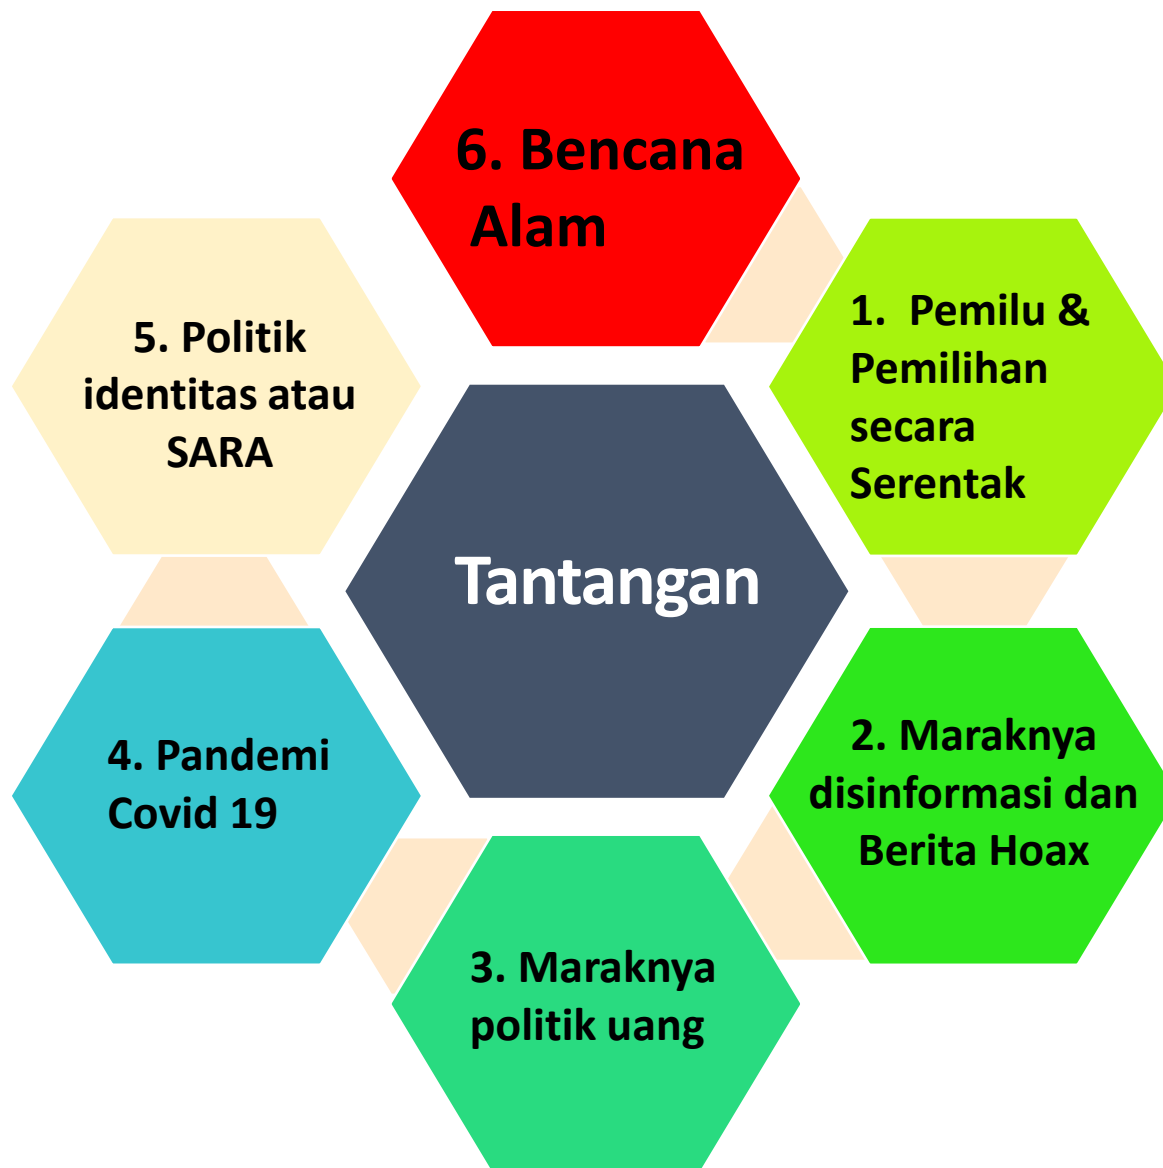 Tantangan
1. Pemilu &
Pemilihan
secara
Serentak
2. Maraknya
disinformasi dan
Berita Hoax
3. Maraknya
politik uang
4. Pandemi
Covid 19
5. Politik
identitas atau
SARA
6. Bencana
Alam